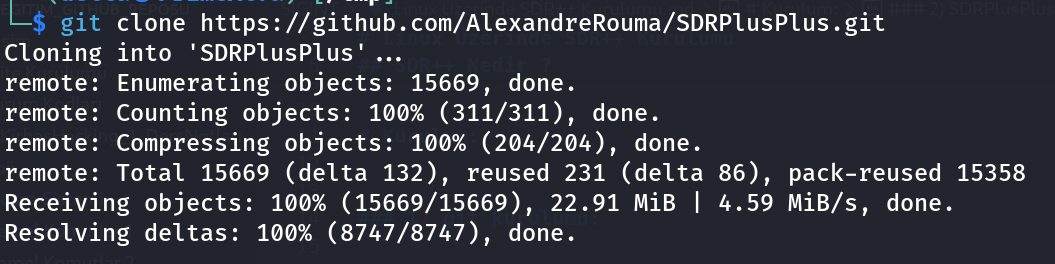 └─$ git clone https://github.com/AlexandreRouma/SDRPlusPlus.git
Cloning into 'SDRPlusPlus'...
remote: Enumerating objects: 15669, done.
remote: Counting objects: 100% (311/311), done.
remote: Compressing objects: 100% (204/204), done.
remote: Total 15669 (delta 132), reused 231 (delta 86), pack-reused 15358
Receiving objects: 100% (15669/15669), 22.91 MiB | 4.59 MiB/s, done.
Resolving deltas: 100% (8747/8747), done.